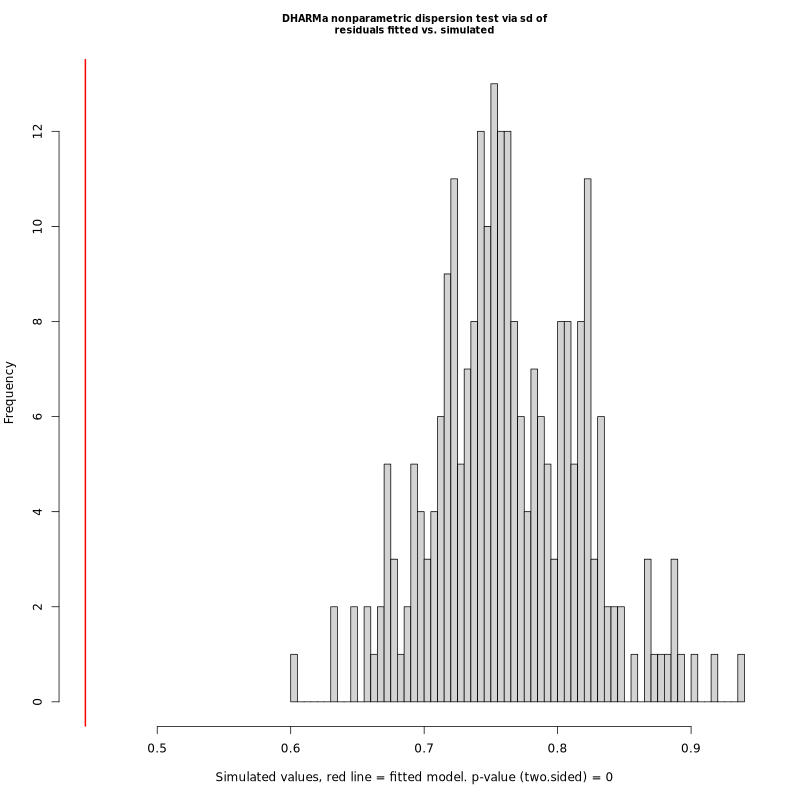 DHARMa nonparametric dispersion test via sd of
residuals fitted vs. simulated
Frequency
12
10
8
6
4
2
0
0.5 0.6 0.7 0.8 0.9
Simulated values, red line = fitted model. p-value (two.sided) = 0